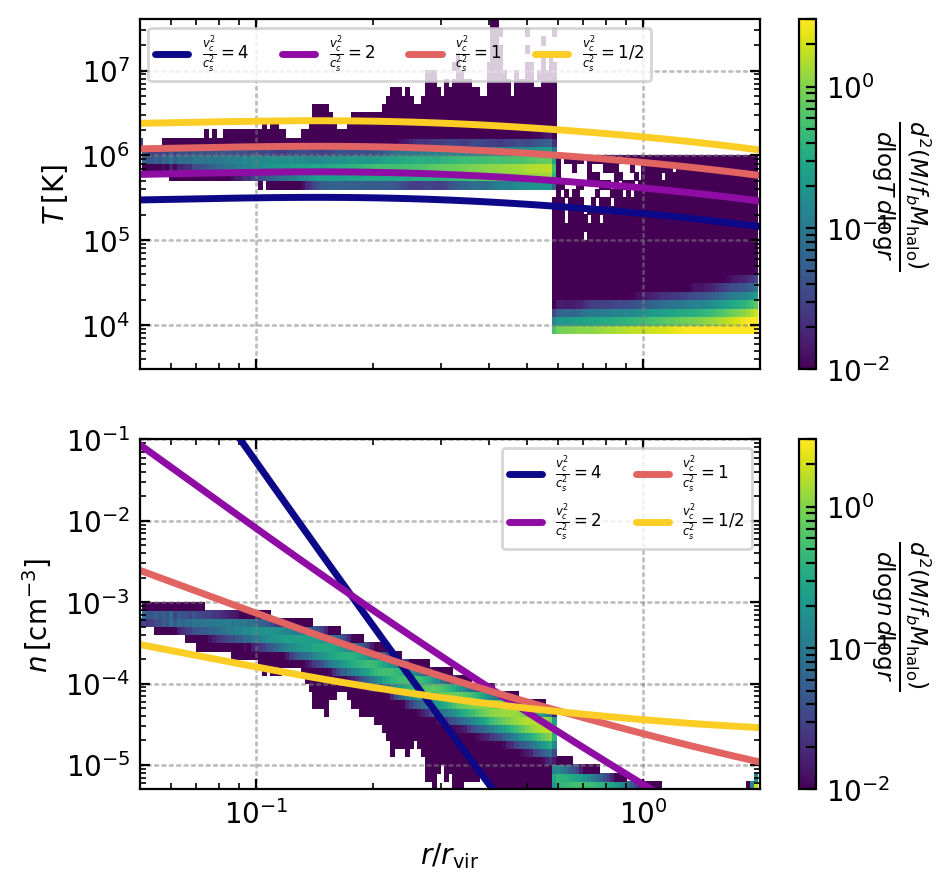 v_c^2/c_s^2 = 4 v_c^2/c_s^2 = 2 v_c^2/c_s^2 = 1 v_c^2/c_s^2 = 1/2
T [K]
10^7
10^6
10^5
10^4
10^0
10^-1
10^-2
d^2(M/f_b M_halo)
dlogT dlogr
v_c^2/c_s^2 = 4 v_c^2/c_s^2 = 1
v_c^2/c_s^2 = 2 v_c^2/c_s^2 = 1/2
n [cm^-3]
10^-1
10^-2
10^-3
10^-4
10^-5
10^-1 10^0
r/r_vir
10^0
10^-1
10^-2
d^2(M/f_b M_halo)
dlogn dlogr